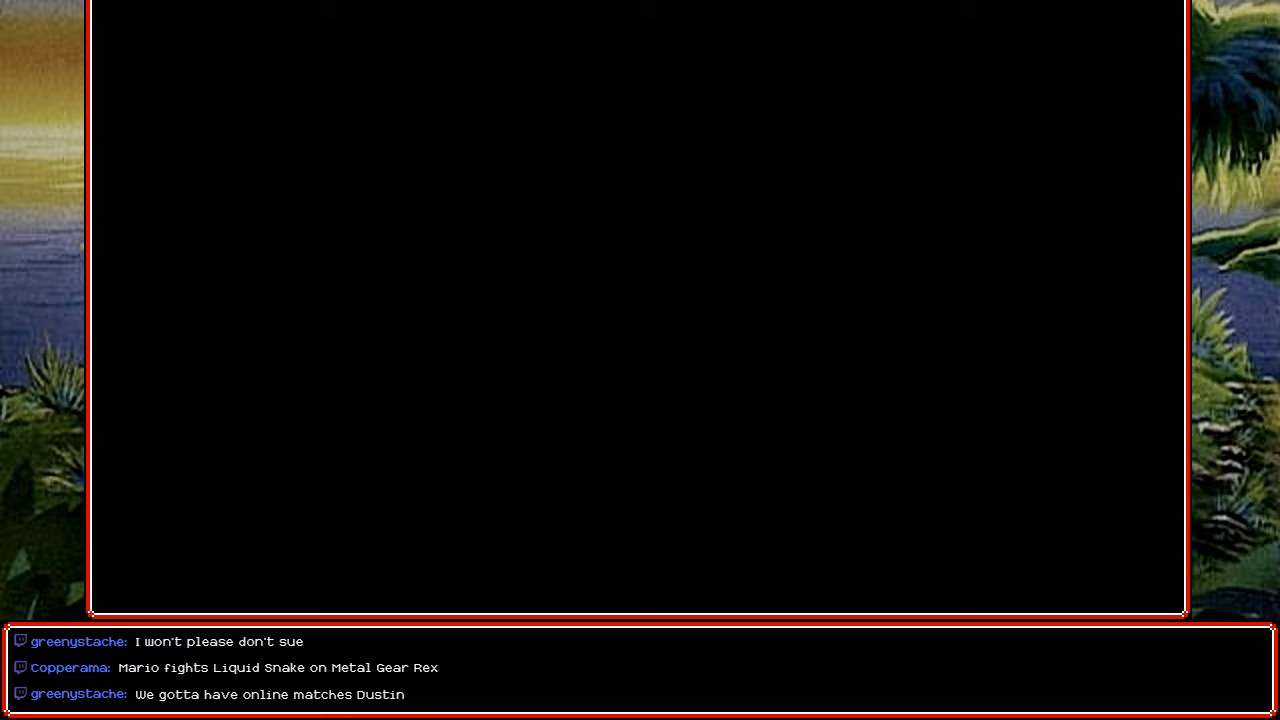 greenystache: I won't please don't sue
Copperama: Mario fights Liquid Snake on Metal Gear Rex
greenystache: We gotta have online matches Dustin